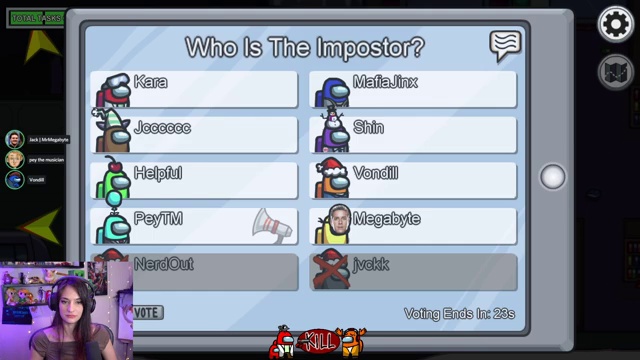 TOTAL TASKS
Who Is The Impostor?
Kara
MafiaJinx
Jcccccc
Shin
Helpful
Vondill
PeyTM
Megabyte
NerdOut
jvckk
Jack | MrMegabyte
pey the musician
Vondill
VOTE
Voting Ends In: 23s
KILL